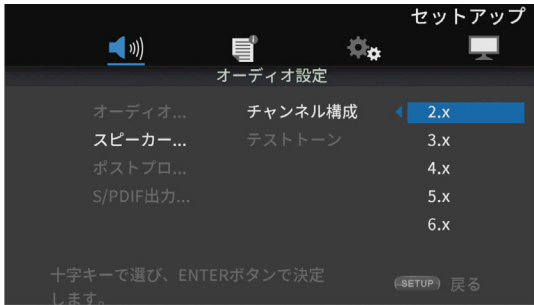 セットアップ
オーディオ設定
オーディオ...
チャンネル構成
2.x
スピーカー...
テストトーン
3.x
ポストプロ...
4.x
S/PDIF出力...
5.x
6.x
十字キーで選び、ENTERボタンで決定
します。
SETUP 戻る